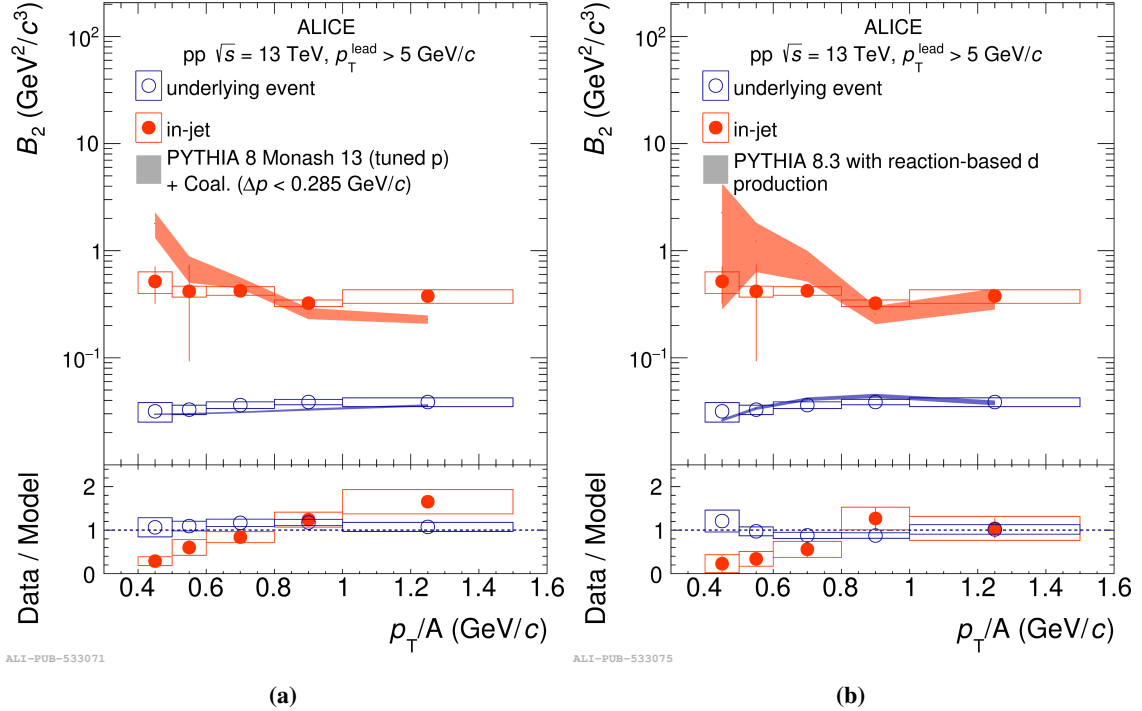 ALICE
pp √s = 13 TeV, p_T^lead > 5 GeV/c
underlying event
in-jet
PYTHIA 8 Monash 13 (tuned p)
+ Coal. (Δp < 0.285 GeV/c)
B₂ (GeV²/c³)
10²
10
1
10⁻¹
Data / Model
2
1
0
0.4 0.6 0.8 1 1.2 1.4 1.6
p_T/A (GeV/c)
ALI-PUB-533071
(a)
ALICE
pp √s = 13 TeV, p_T^lead > 5 GeV/c
underlying event
in-jet
PYTHIA 8.3 with reaction-based d
production
B₂ (GeV²/c³)
10²
10
1
10⁻¹
Data / Model
2
1
0
0.4 0.6 0.8 1 1.2 1.4 1.6
p_T/A (GeV/c)
ALI-PUB-533075
(b)